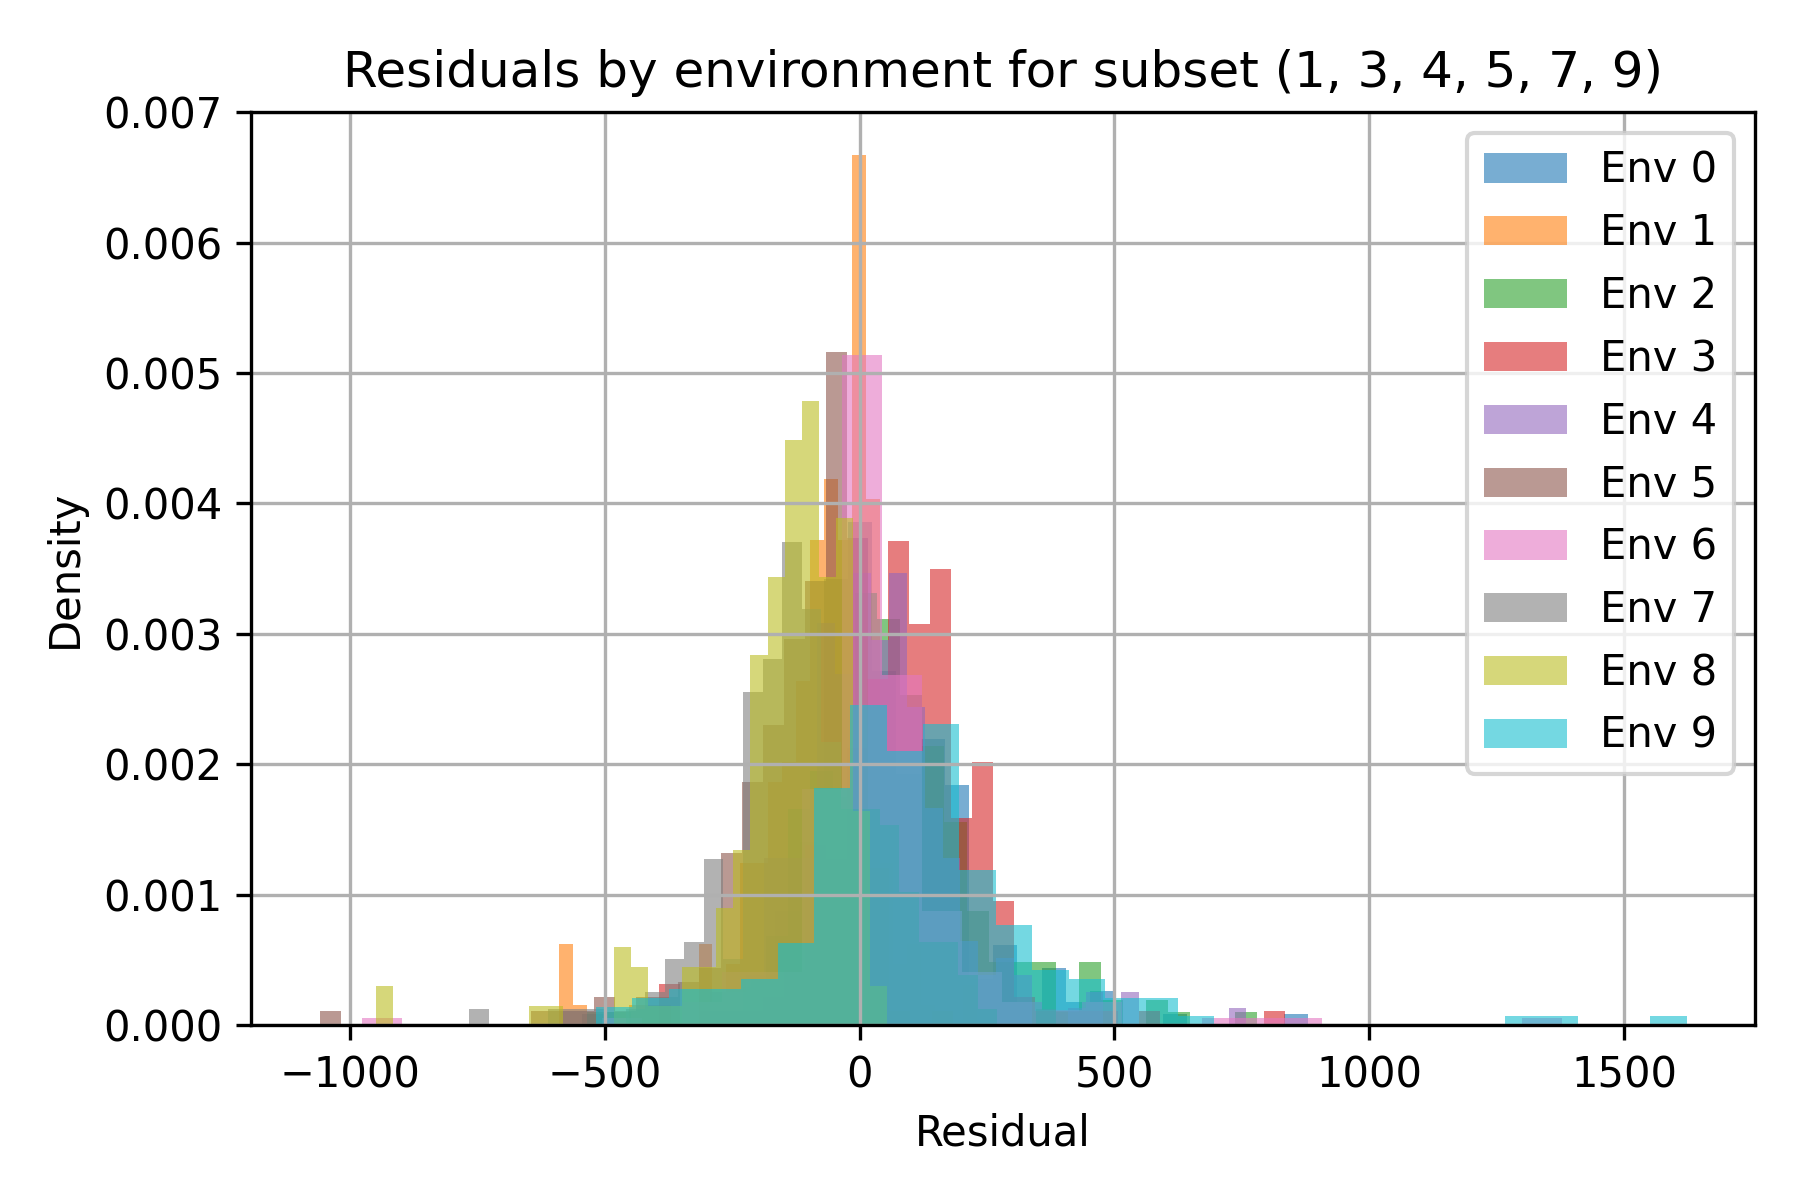 Residuals by environment for subset (1, 3, 4, 5, 7, 9)
0.007
0.006
0.005
0.004
0.003
0.002
0.001
0.000
Density
Env 0
Env 1
Env 2
Env 3
Env 4
Env 5
Env 6
Env 7
Env 8
Env 9
−1000 −500 0 500 1000 1500
Residual